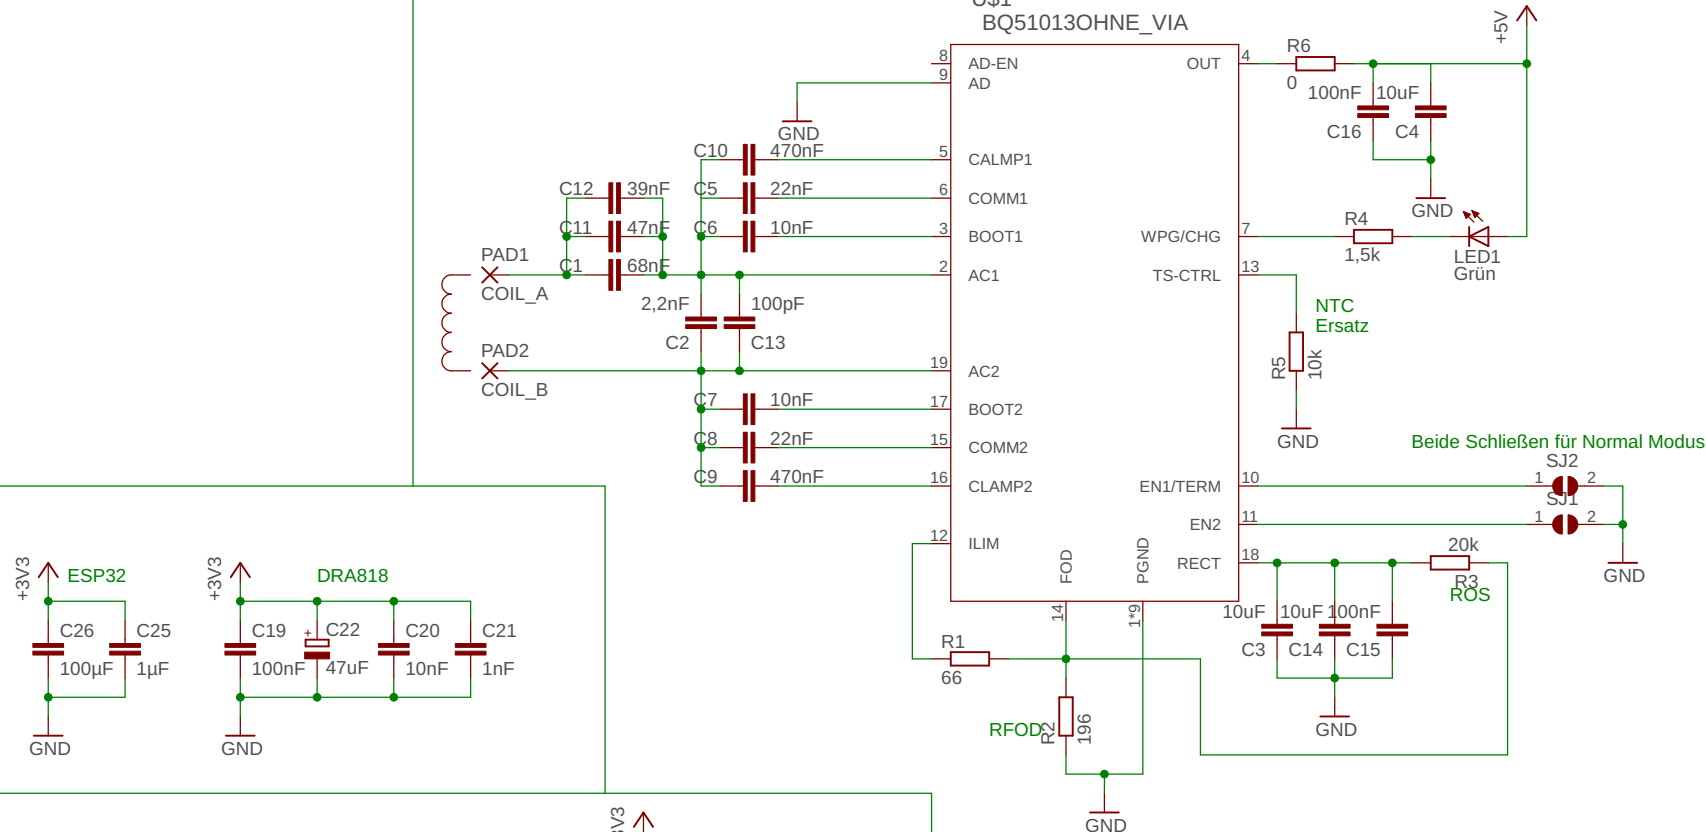 U$1
BQ51013OHNE_VIA
+5V
8
AD-EN
9
AD
GND
OUT
4
R6
0
100nF
10uF
C16
C4
GND
C10
470nF
5
CALMP1
C12
39nF
C5
22nF
6
COMM1
C11
47nF
C6
10nF
3
BOOT1
WPG/CHG
7
R4
1,5k
LED1
Grün
PAD1
COIL_A
C1
68nF
2
AC1
TS-CTRL
13
NTC
Ersatz
2,2nF
100pF
C2
C13
R5
10k
GND
PAD2
COIL_B
19
AC2
C7
10nF
17
BOOT2
C8
22nF
15
COMM2
C9
470nF
16
CLAMP2
Beide Schließen für Normal Modus
SJ2
EN1/TERM
10
1
2
SJ1
EN2
11
1
2
GND
12
ILIM
FOD
PGND
RECT
18
20k
R3
ROS
14
1*9
10uF
10uF
100nF
C3
C14
C15
GND
R1
66
RFOD
R2
196
GND
+3V3
ESP32
C26
100µF
C25
1µF
GND
+3V3
DRA818
C19
100nF
+
C22
47uF
C20
10nF
C21
1nF
GND
3V3